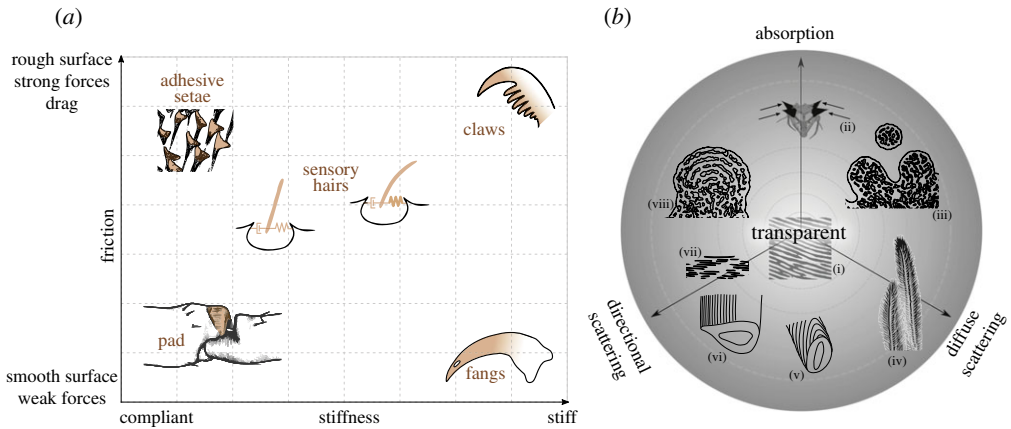 (a)
rough surface
strong forces
drag
friction
smooth surface
weak forces
compliant
stiffness
stiff
adhesive
setae
claws
sensory
hairs
pad
fangs
(b)
absorption
(ii)
(viii)
(iii)
transparent
(vii)
(i)
directional
scattering
(vi)
(v)
(iv)
diffuse
scattering